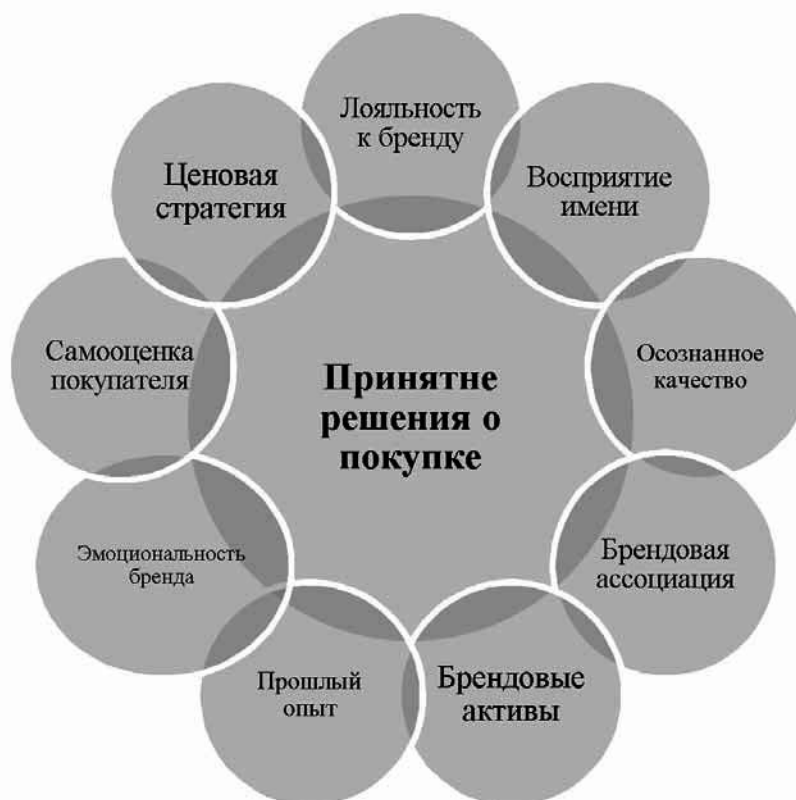 Лояльность
к бренду
Восприятие
имени
Осознанное
качество
Брендовая
ассоциация
Брендовые
активы
Прошлый
опыт
Эмоциональность
бренда
Самооценка
покупателя
Ценовая
стратегия
Принятне
решения о
покупке